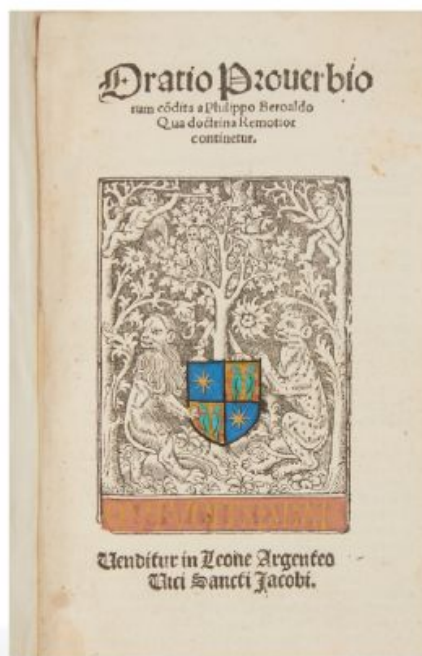 Oratio Prouerbio
rum cōdita a Philippo Beroaldo
Qua doctrina Remotior
continetur.
Venditur in Leone Argenteo
Vici Sancti Jacobi.